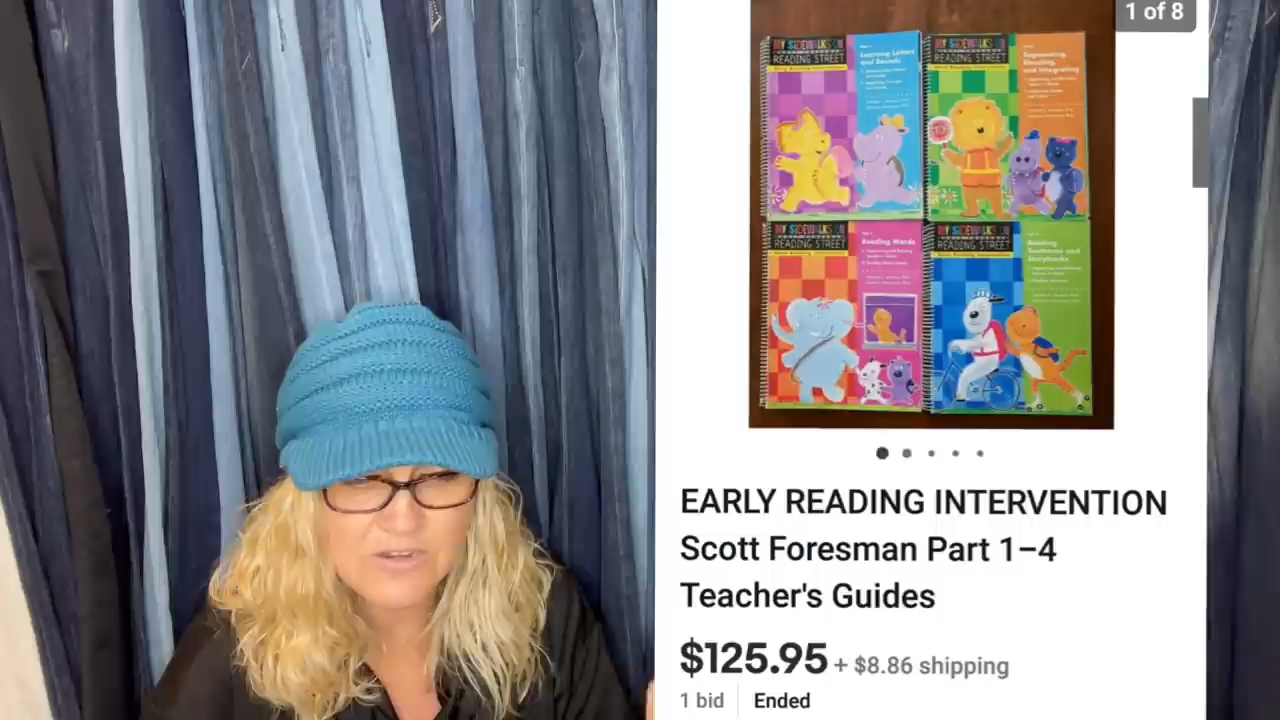 1 of 8
MY SIDEWALKS ON
READING STREET
Learning Letters
and Sounds
MY SIDEWALKS ON
READING STREET
Segmenting,
Blending,
and Integrating
MY SIDEWALKS ON
READING STREET
Reading Words
MY SIDEWALKS ON
READING STREET
Reading
Sentences and
Storybooks
EARLY READING INTERVENTION
Scott Foresman Part 1–4
Teacher's Guides
$125.95 + $8.86 shipping
1 bid
Ended